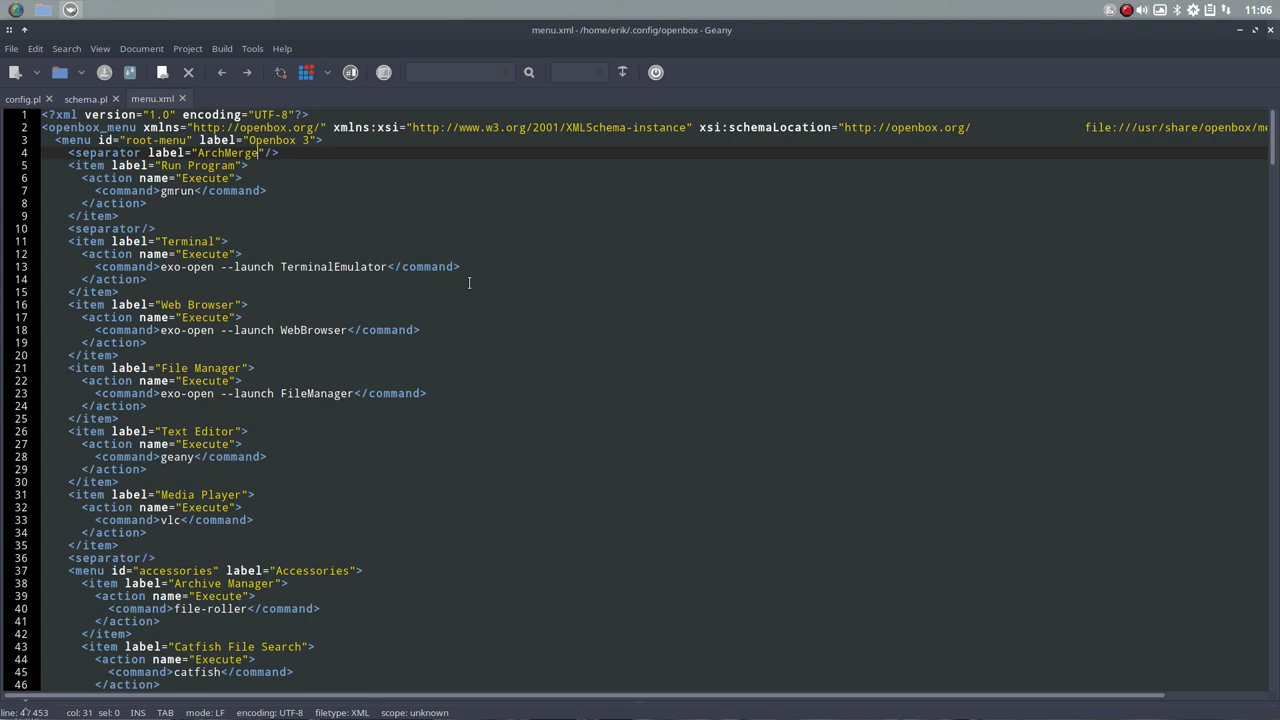 11:06
menu.xml - /home/erik/.config/openbox - Geany
File Edit Search View Document Project Build Tools Help
config.pl schema.pl menu.xml
1 <?xml version="1.0" encoding="UTF-8"?>
2 <openbox_menu xmlns="http://openbox.org/" xmlns:xsi="http://www.w3.org/2001/XMLSchema-instance" xsi:schemaLocation="http://openbox.org/ file:///usr/share/openbox/me
3 <menu id="root-menu" label="Openbox 3">
4 <separator label="ArchMerge"/>
5 <item label="Run Program">
6 <action name="Execute">
7 <command>gmrun</command>
8 </action>
9 </item>
10 <separator/>
11 <item label="Terminal">
12 <action name="Execute">
13 <command>exo-open --launch TerminalEmulator</command>
14 </action>
15 </item>
16 <item label="Web Browser">
17 <action name="Execute">
18 <command>exo-open --launch WebBrowser</command>
19 </action>
20 </item>
21 <item label="File Manager">
22 <action name="Execute">
23 <command>exo-open --launch FileManager</command>
24 </action>
25 </item>
26 <item label="Text Editor">
27 <action name="Execute">
28 <command>geany</command>
29 </action>
30 </item>
31 <item label="Media Player">
32 <action name="Execute">
33 <command>vlc</command>
34 </action>
35 </item>
36 <separator/>
37 <menu id="accessories" label="Accessories">
38 <item label="Archive Manager">
39 <action name="Execute">
40 <command>file-roller</command>
41 </action>
42 </item>
43 <item label="Catfish File Search">
44 <action name="Execute">
45 <command>catfish</command>
46 </action>
line: 4 / 453 col: 31 sel: 0 INS TAB mode: LF encoding: UTF-8 filetype: XML scope: unknown